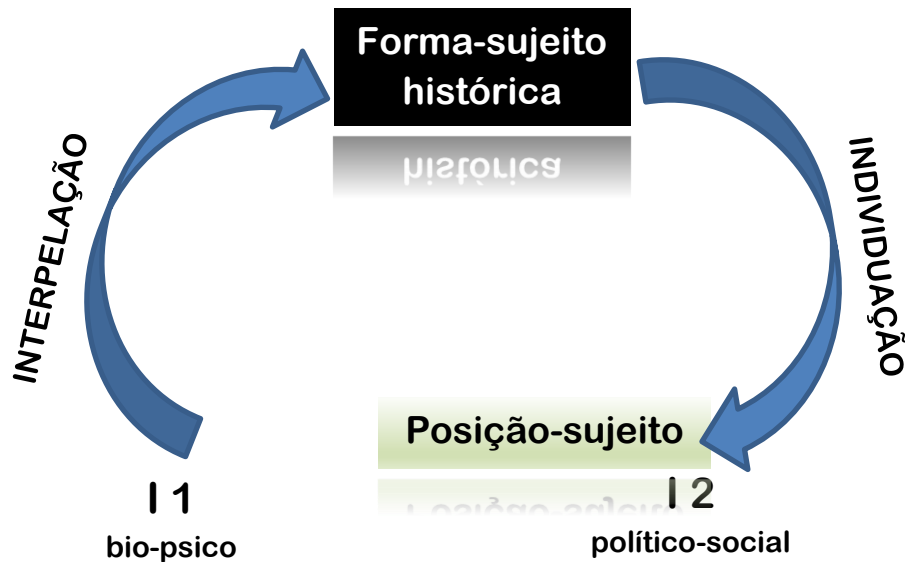 Forma-sujeito
histórica
INTERPELAÇÃO
INDIVIDUAÇÃO
Posição-sujeito
I 1
bio-psico
I 2
político-social